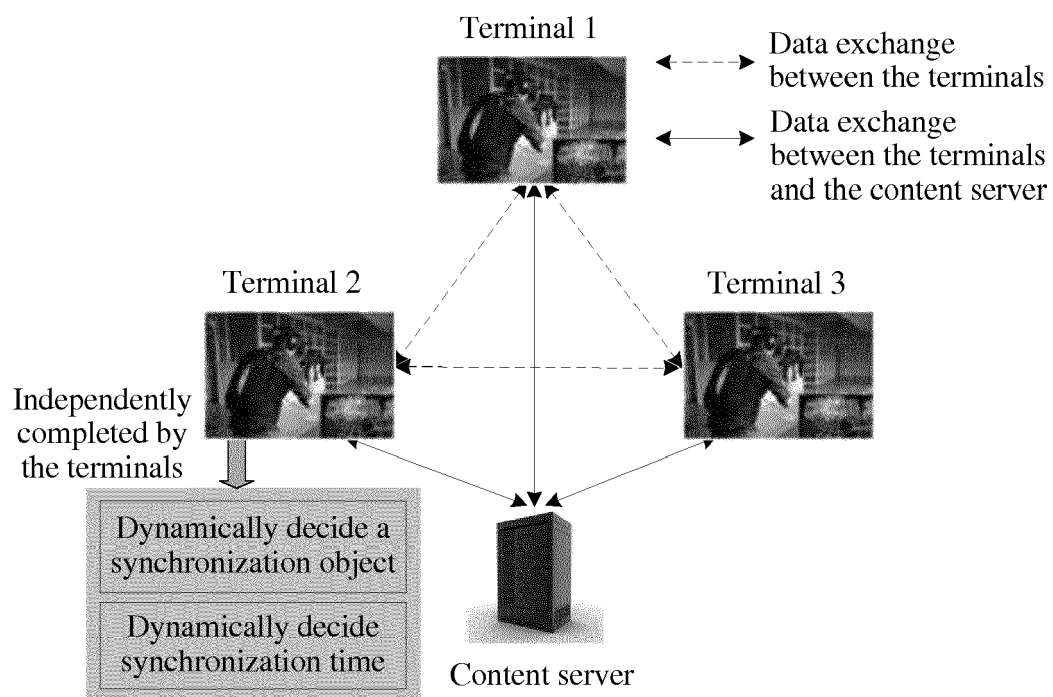 Terminal 1
Data exchange
between the terminals
Data exchange
between the terminals
and the content server
Terminal 2
Terminal 3
Independently
completed by
the terminals
Dynamically decide a
synchronization object
Dynamically decide
synchronization time
Content server